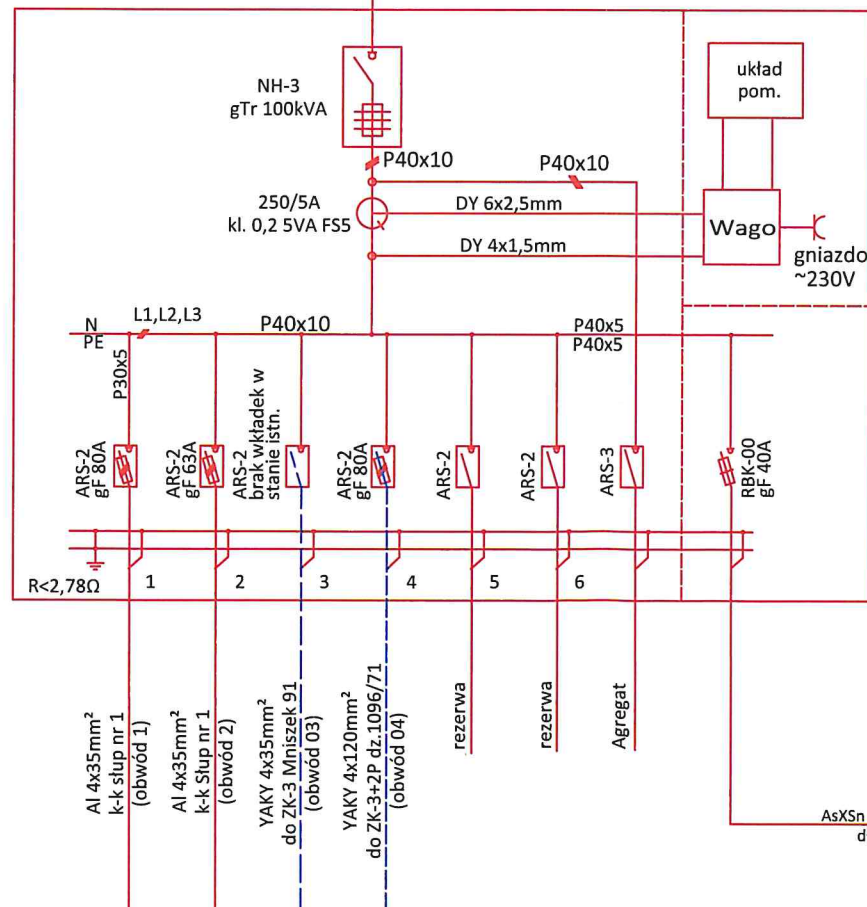 NH-3
gTr 100kVA
układ
pom.
P40x10
P40x10
250/5A
kl. 0,2 5VA FS5
DY 6x2,5mm
Wago
DY 4x1,5mm
gniazdo
~230V
L1,L2,L3
N
PE
P40x10
P40x5
P40x5
P30x5
ARS-2
gF 80A
ARS-2
gF 63A
ARS-2
brak wkładek w
stanie istn.
ARS-2
gF 80A
ARS-2
ARS-2
ARS-3
RBK-00
gF 40A
R<2,78Ω
1
2
3
4
5
6
Al 4x35mm²
k-k słup nr 1
(obwód 1)
Al 4x35mm²
k-k Słup nr 1
(obwód 2)
YAKY 4x35mm²
do ZK-3 Mniszek 91
(obwód 03)
YAKY 4x120mm²
do ZK-3+2P dz.1096/71
(obwód 04)
rezerwa
rezerwa
Agregat
AsXSn
d